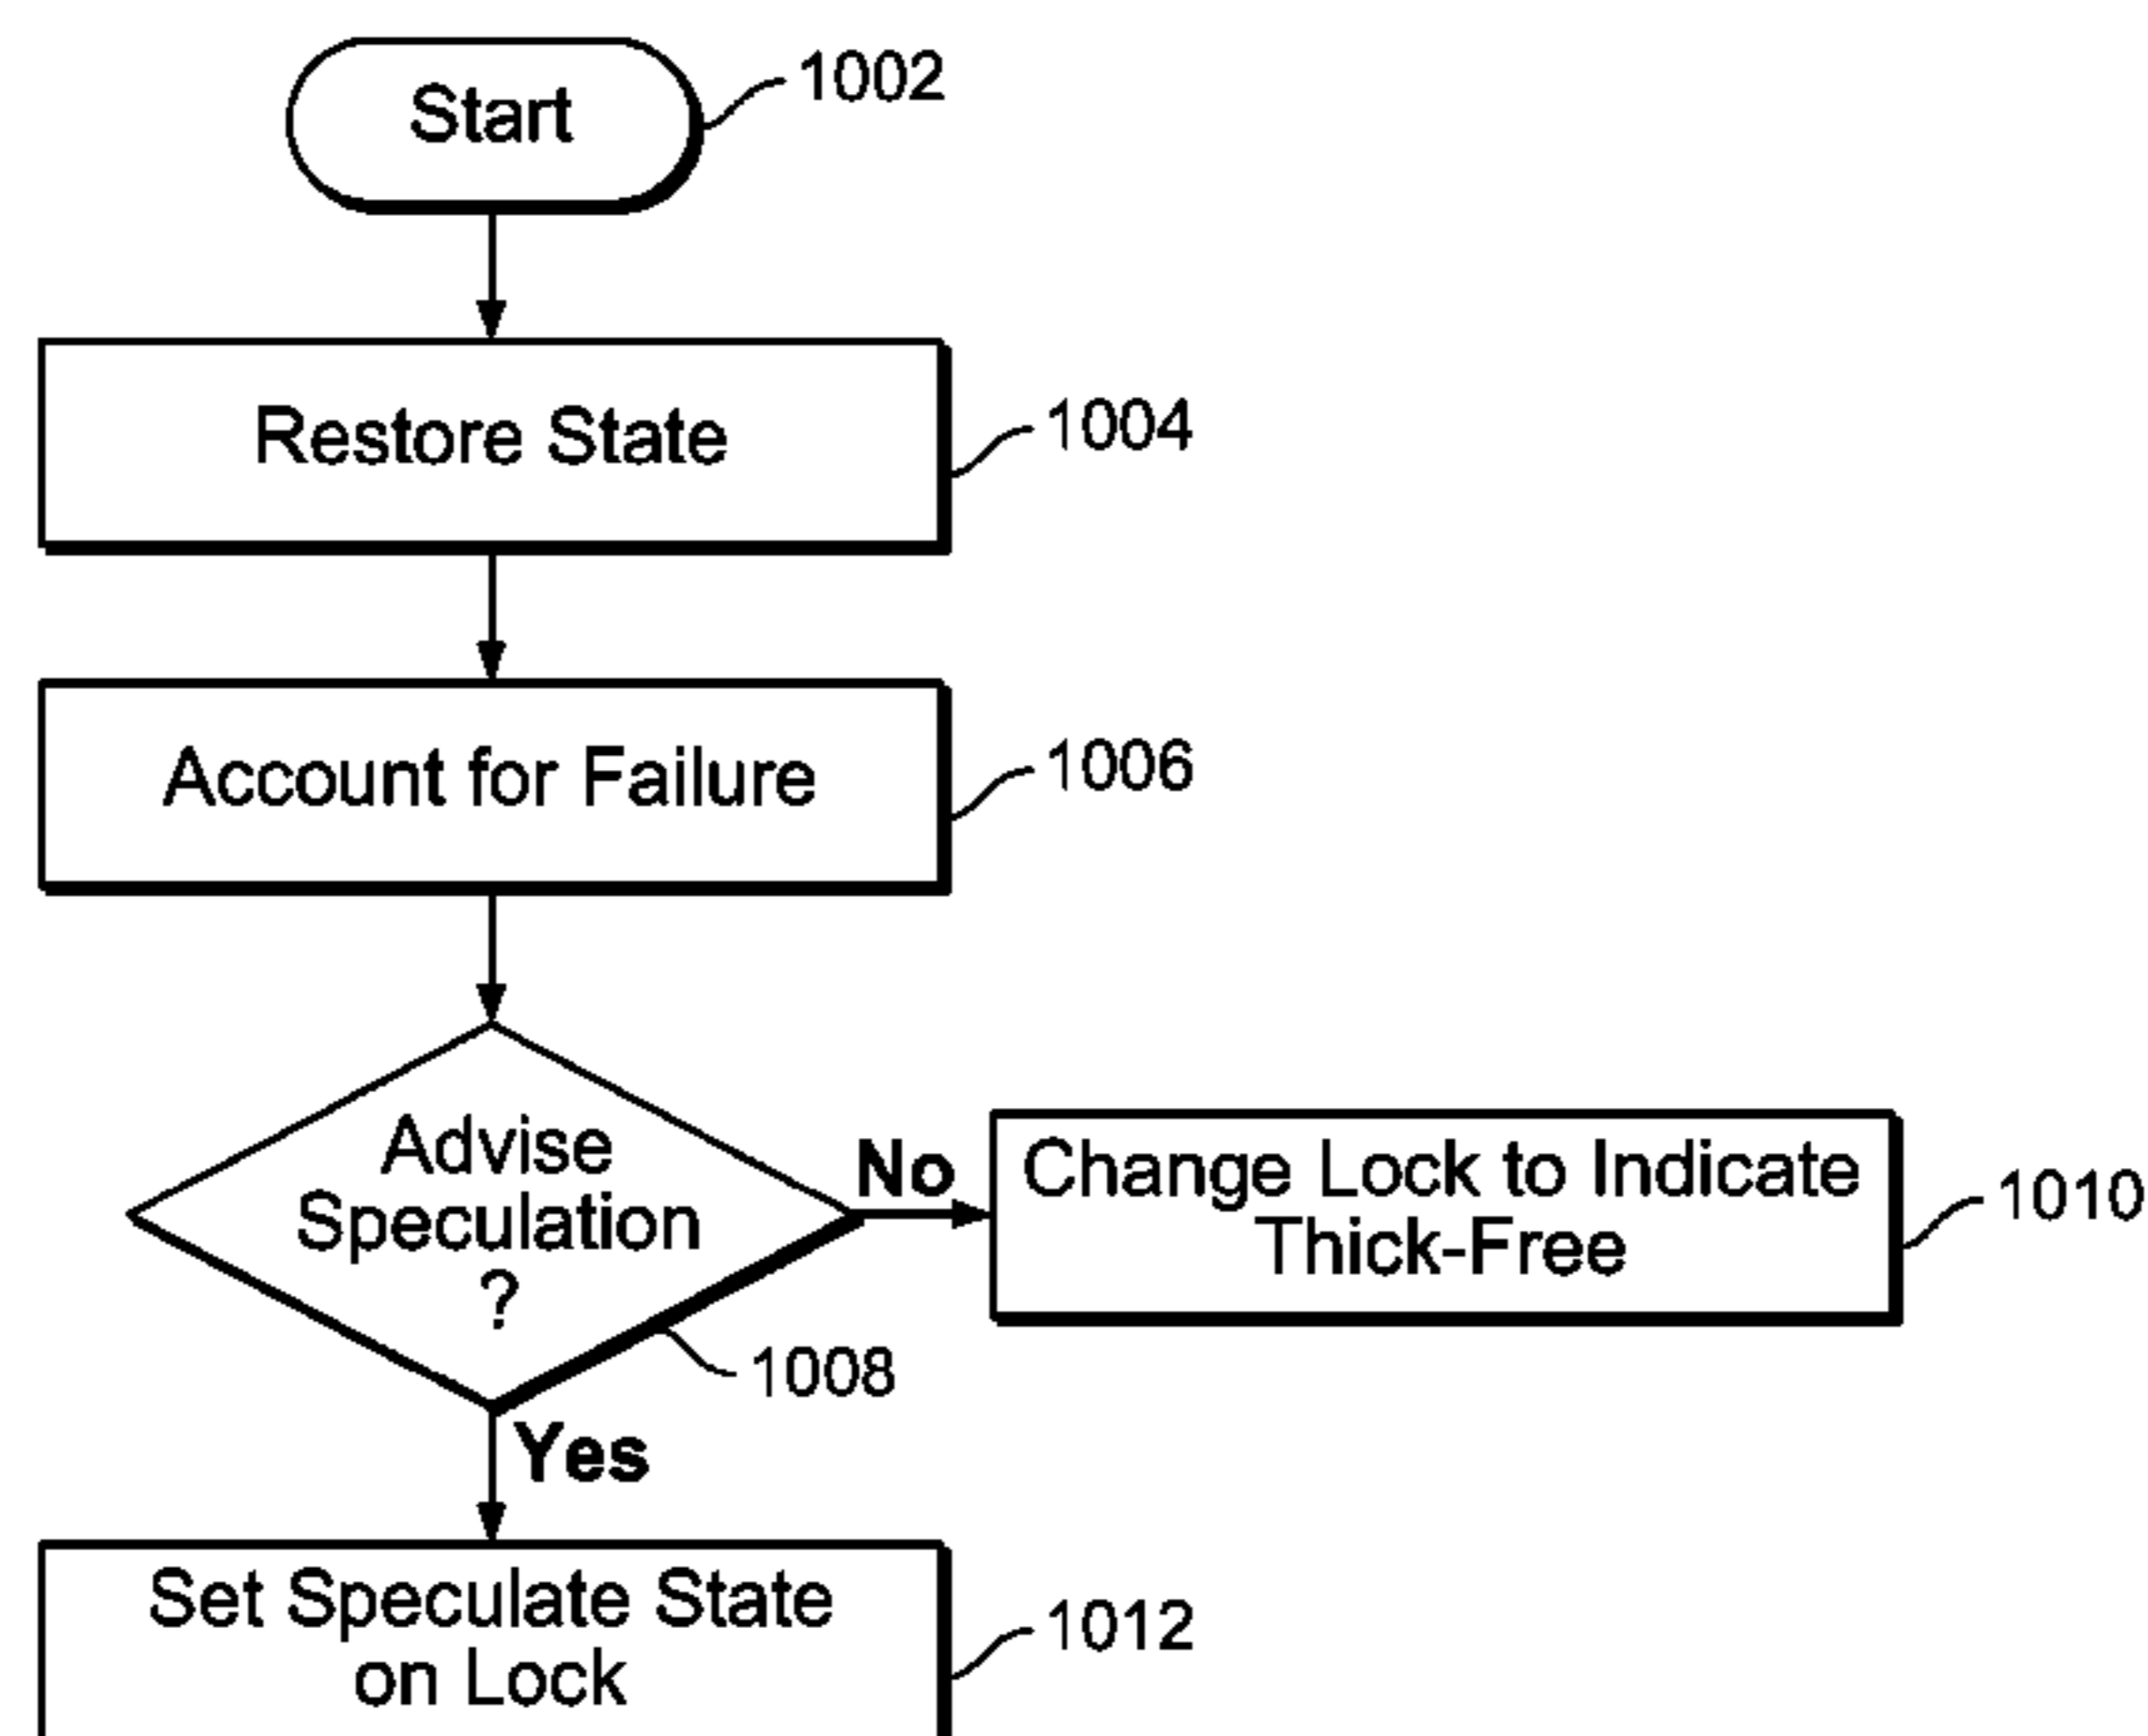 Start
1002
Restore State
1004
Account for Failure
1006
Advise
Speculation
?
1008
No
Change Lock to Indicate
Thick-Free
1010
Yes
Set Speculate State
on Lock
1012